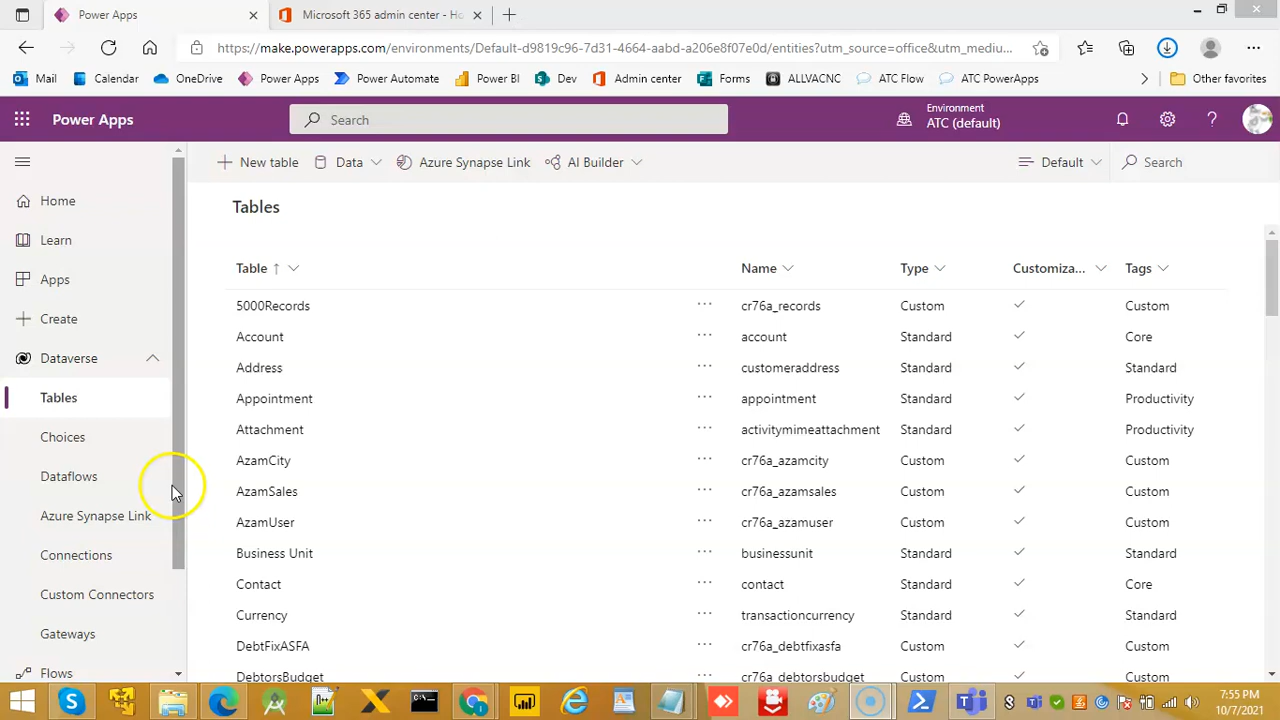 Power Apps
Microsoft 365 admin center - Ho
https://make.powerapps.com/environments/Default-d9819c96-7d31-4664-aabd-a206e8f07e0d/entities?utm_source=office&utm_mediu...
Mail Calendar OneDrive Power Apps Power Automate Power BI Dev Admin center Forms ALLVACNC ATC Flow ATC PowerApps Other favorites
Power Apps
Search
Environment
ATC (default)
New table Data Azure Synapse Link AI Builder Default Search
Home
Learn
Apps
Create
Dataverse
Tables
Choices
Dataflows
Azure Synapse Link
Connections
Custom Connectors
Gateways
Flows
Tables
Table ↑ Name Type Customiza... Tags
5000Records ... cr76a_records Custom ✓ Custom
Account ... account Standard ✓ Core
Address ... customeraddress Standard ✓ Standard
Appointment ... appointment Standard ✓ Productivity
Attachment ... activitymimeattachment Standard ✓ Productivity
AzamCity ... cr76a_azamcity Custom ✓ Custom
AzamSales ... cr76a_azamsales Custom ✓ Custom
AzamUser ... cr76a_azamuser Custom ✓ Custom
Business Unit ... businessunit Standard ✓ Standard
Contact ... contact Standard ✓ Core
Currency ... transactioncurrency Standard ✓ Standard
DebtFixASFA ... cr76a_debtfixasfa Custom ✓ Custom
DebtorsBudget ... cr76a_debtorsbudget Custom ✓ Custom
7:55 PM
10/7/2021